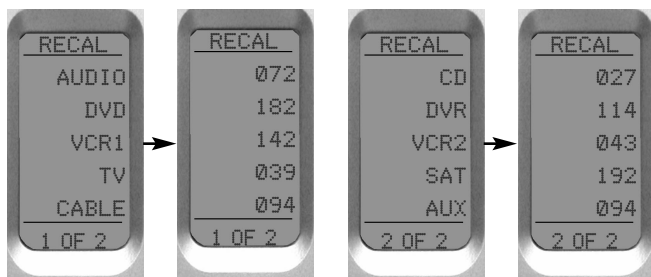 RECAL
AUDIO
DVD
VCR1
TV
CABLE
1 OF 2
RECAL
072
182
142
039
094
1 OF 2
RECAL
CD
DVR
VCR2
SAT
AUX
2 OF 2
RECAL
027
114
043
192
094
2 OF 2